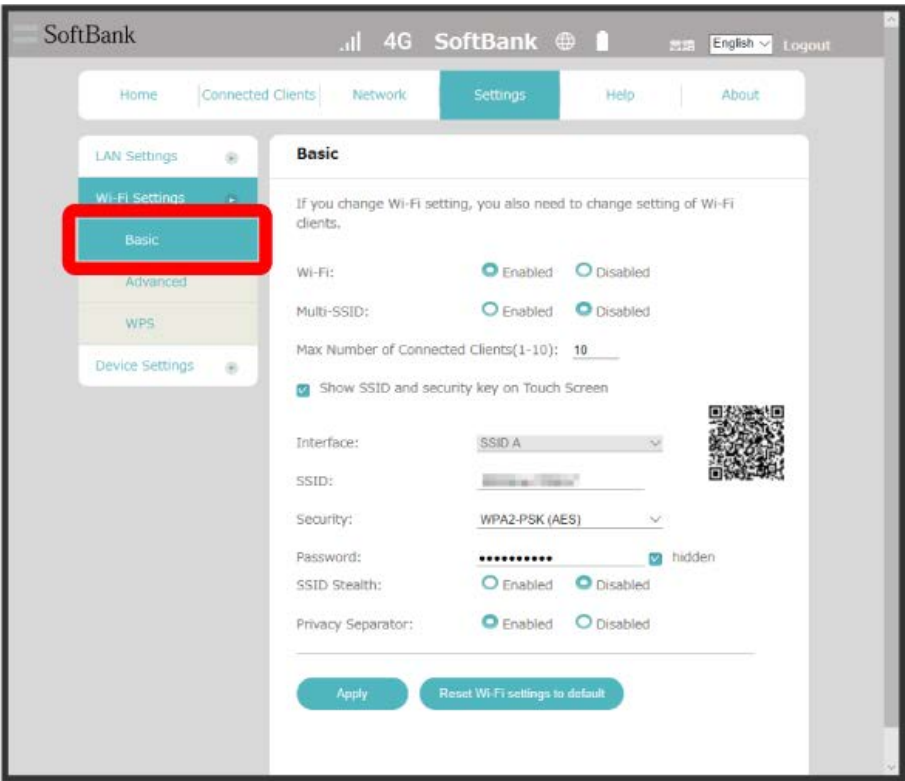 SoftBank
4G SoftBank
言語 English Logout
Home Connected Clients Network Settings Help About
LAN Settings
Wi-Fi Settings
Basic
Advanced
WPS
Device Settings
Basic
If you change Wi-Fi setting, you also need to change setting of Wi-Fi
clients.
Wi-Fi: Enabled Disabled
Multi-SSID: Enabled Disabled
Max Number of Connected Clients(1-10): 10
Show SSID and security key on Touch Screen
Interface: SSID A
SSID:
Security: WPA2-PSK (AES)
Password: •••••••••• hidden
SSID Stealth: Enabled Disabled
Privacy Separator: Enabled Disabled
Apply Reset Wi-Fi settings to default